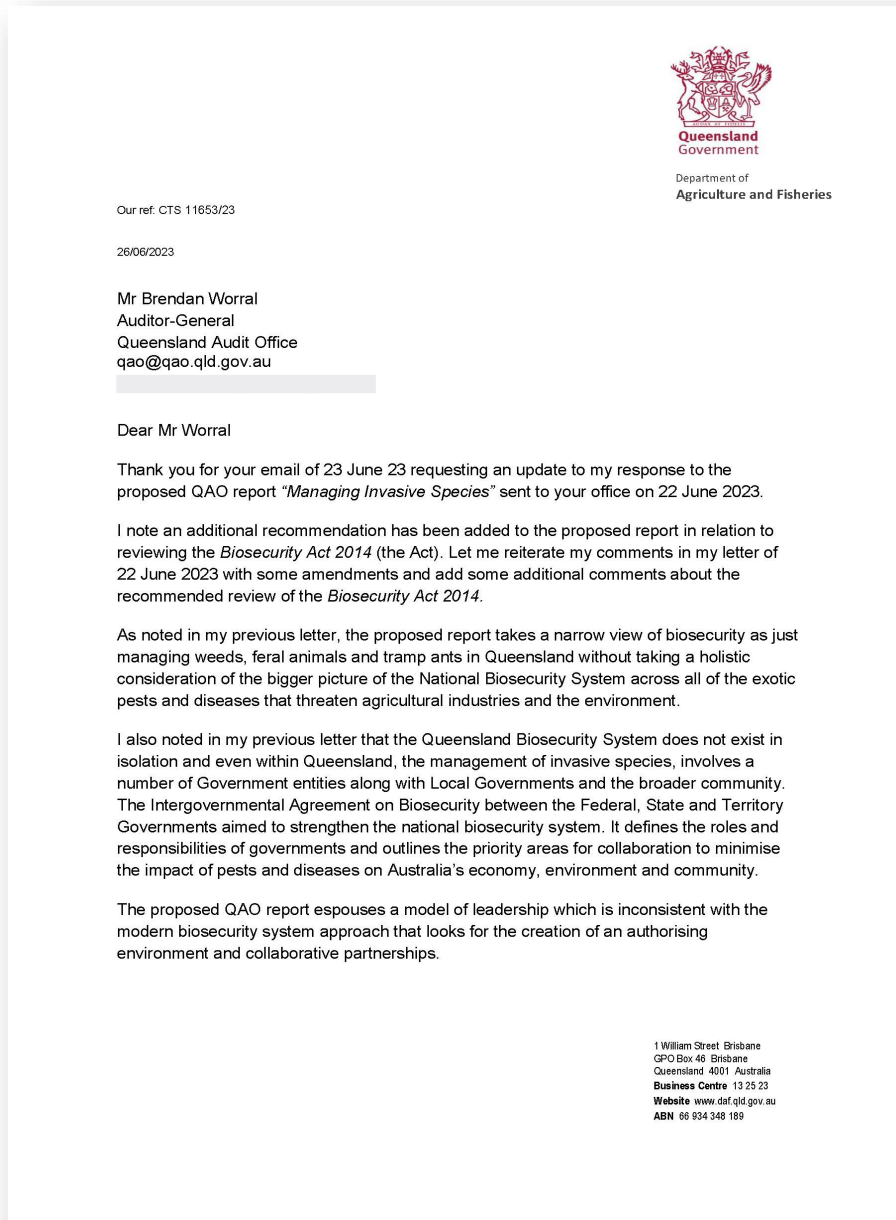 Queensland
Government
Department of
Agriculture and Fisheries
Our ref: CTS 11653/23
26/06/2023
Mr Brendan Worral
Auditor-General
Queensland Audit Office
qao@qao.qld.gov.au
Dear Mr Worral
Thank you for your email of 23 June 23 requesting an update to my response to the
proposed QAO report “Managing Invasive Species” sent to your office on 22 June 2023.
I note an additional recommendation has been added to the proposed report in relation to
reviewing the Biosecurity Act 2014 (the Act). Let me reiterate my comments in my letter of
22 June 2023 with some amendments and add some additional comments about the
recommended review of the Biosecurity Act 2014.
As noted in my previous letter, the proposed report takes a narrow view of biosecurity as just
managing weeds, feral animals and tramp ants in Queensland without taking a holistic
consideration of the bigger picture of the National Biosecurity System across all of the exotic
pests and diseases that threaten agricultural industries and the environment.
I also noted in my previous letter that the Queensland Biosecurity System does not exist in
isolation and even within Queensland, the management of invasive species, involves a
number of Government entities along with Local Governments and the broader community.
The Intergovernmental Agreement on Biosecurity between the Federal, State and Territory
Governments aimed to strengthen the national biosecurity system. It defines the roles and
responsibilities of governments and outlines the priority areas for collaboration to minimise
the impact of pests and diseases on Australia’s economy, environment and community.
The proposed QAO report espouses a model of leadership which is inconsistent with the
modern biosecurity system approach that looks for the creation of an authorising
environment and collaborative partnerships.
1 William Street Brisbane
GPO Box 46 Brisbane
Queensland 4001 Australia
Business Centre 13 25 23
Website www.daf.qld.gov.au
ABN 66 934 348 189